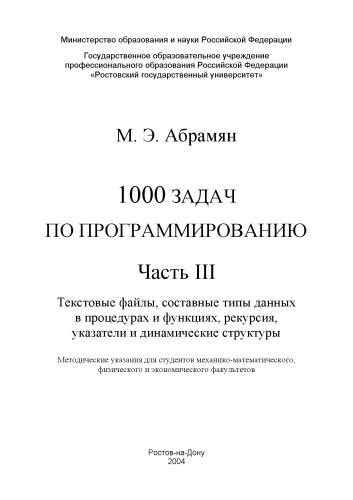 Министерство образования и науки Российской Федерации
Государственное образовательное учреждение
профессионального образования Российской Федерации
«Ростовский государственный университет»
М. Э. Абрамян
1000 ЗАДАЧ
ПО ПРОГРАММИРОВАНИЮ
Часть III
Текстовые файлы, составные типы данных
в процедурах и функциях, рекурсия,
указатели и динамические структуры
Методические указания для студентов механико-математического,
физического и экономического факультетов
Ростов-на-Дону
2004